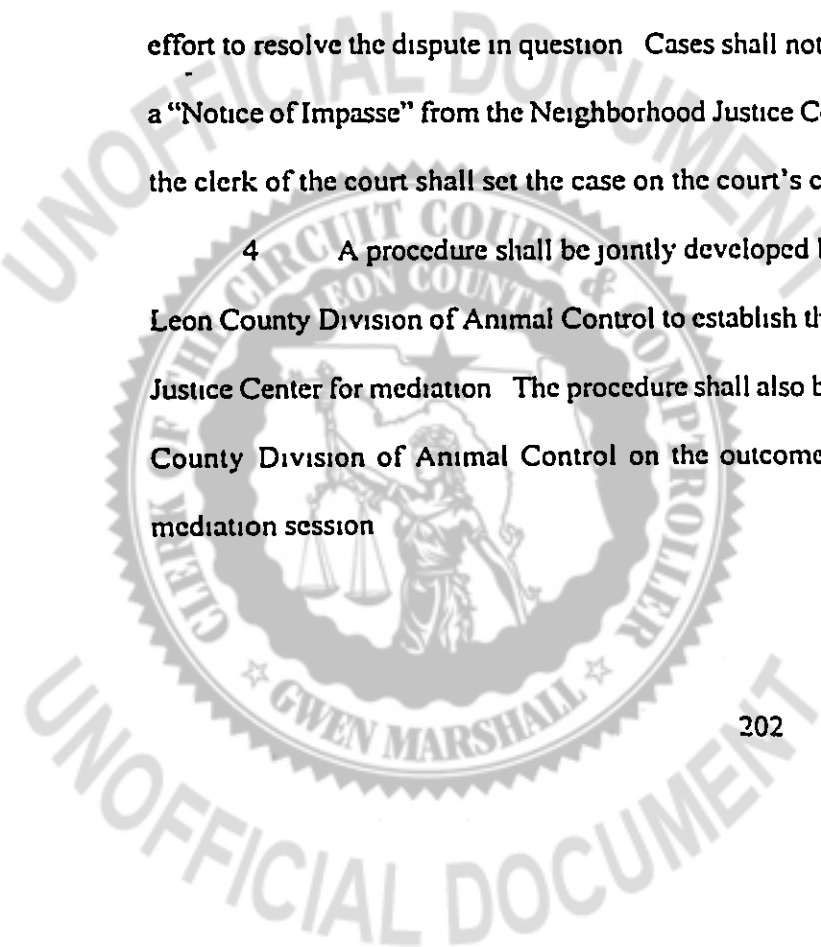 effort to resolve the dispute in question Cases shall not
a "Notice of Impasse" from the Neighborhood Justice C
the clerk of the court shall set the case on the court's c
4 A procedure shall be jointly developed
Leon County Division of Animal Control to establish th
Justice Center for mediation The procedure shall also b
County Division of Animal Control on the outcome
mediation session
202
UNOFFICIAL DOCUMENT
CLERK OF THE CIRCUIT COURT & COMPTROLLER
LEON COUNTY
GWEN MARSHALL
UNOFFICIAL DOCUMENT